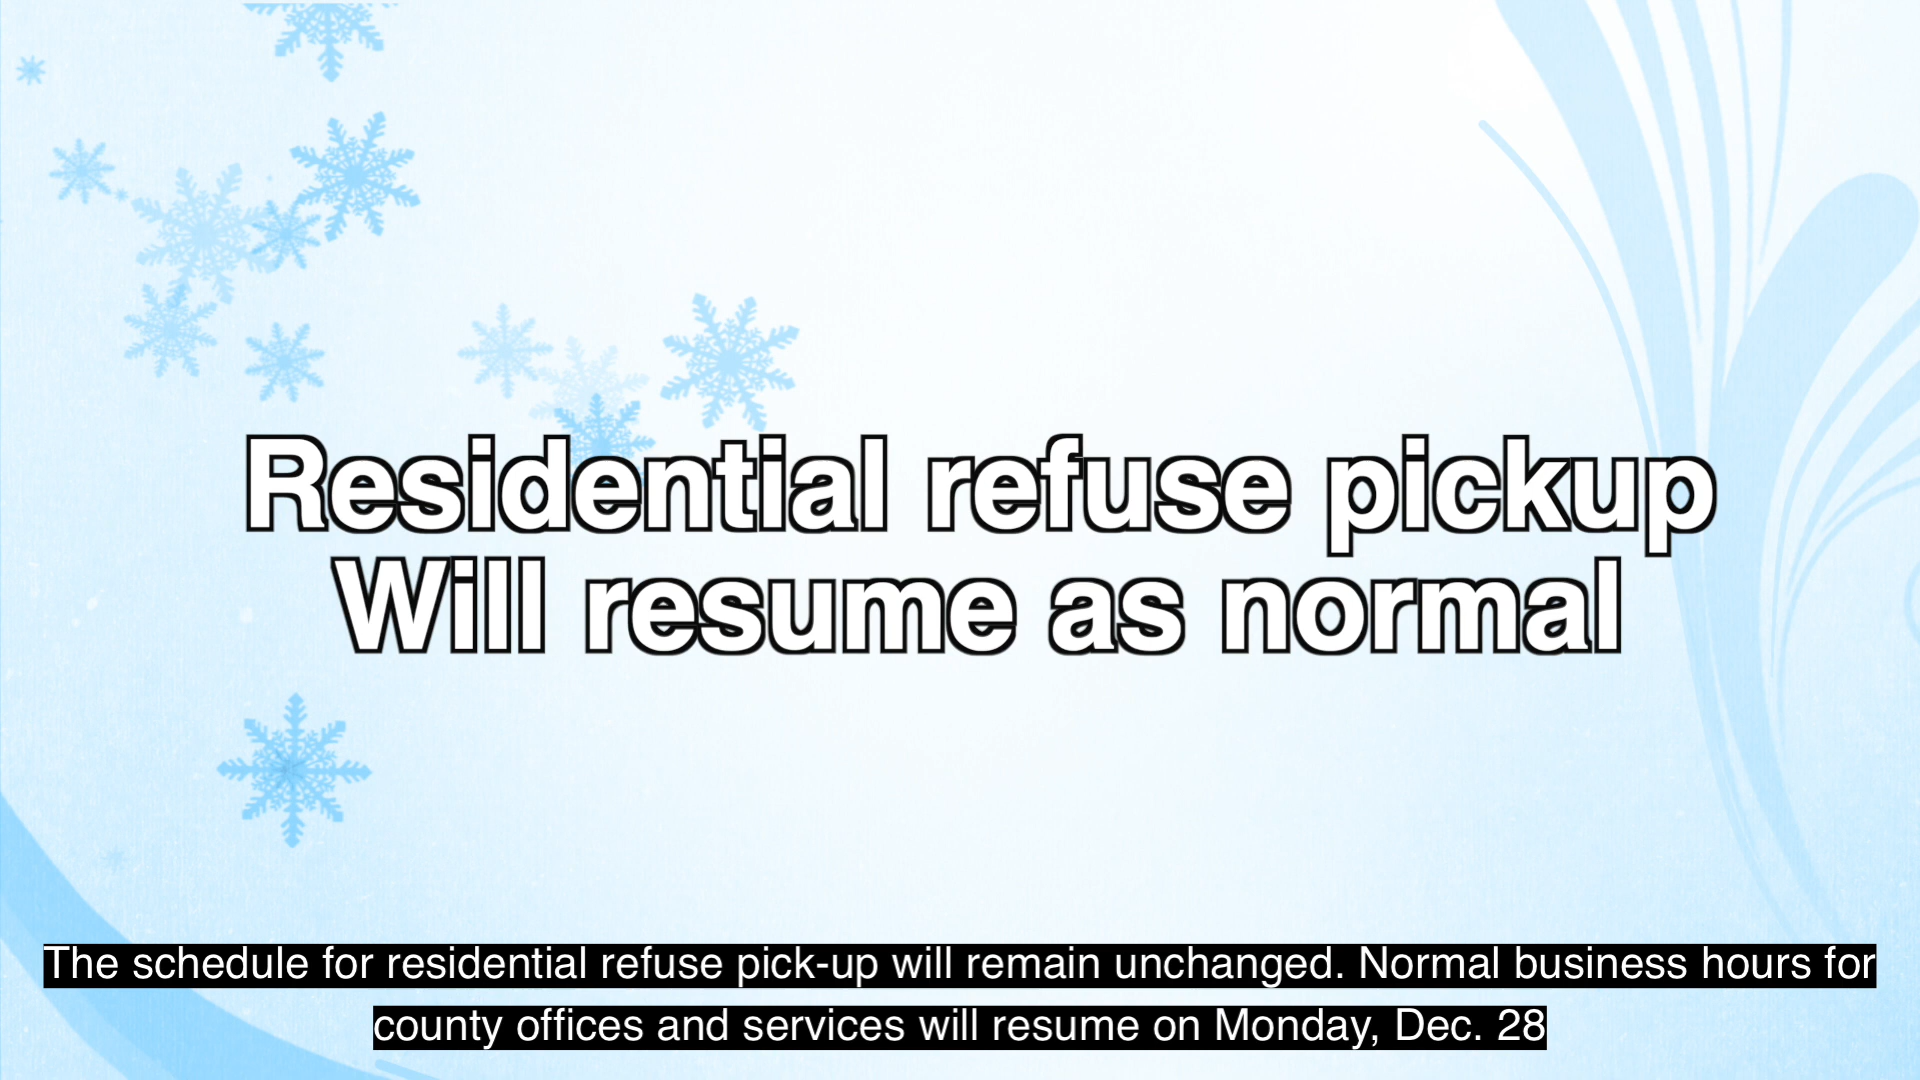 Residential refuse pickup
Will resume as normal
The schedule for residential refuse pick-up will remain unchanged. Normal business hours for
county offices and services will resume on Monday, Dec. 28